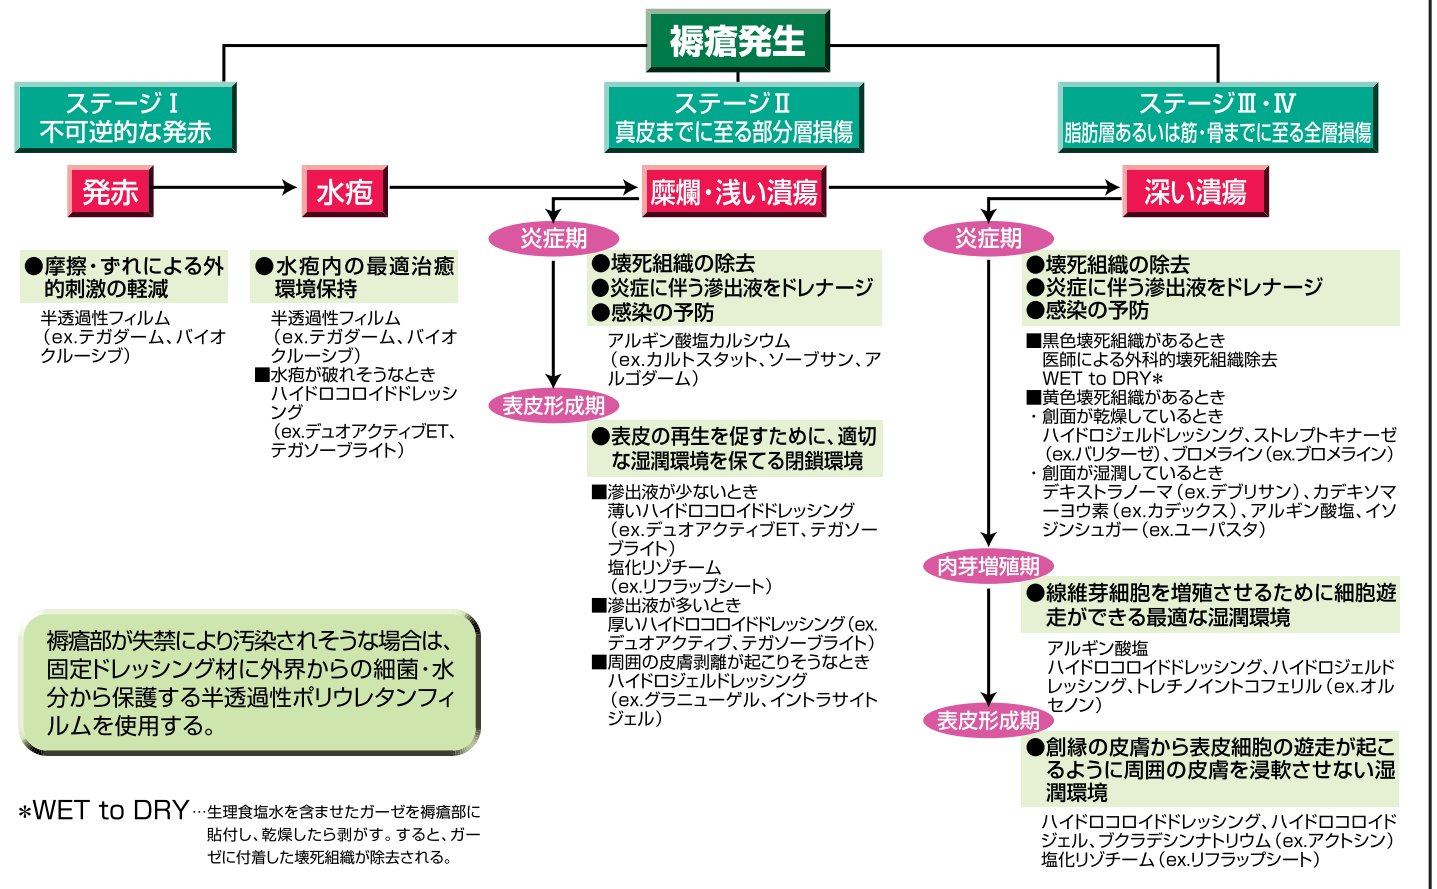 褥瘡発生
ステージⅠ
不可逆的な発赤
ステージⅡ
真皮までに至る部分層損傷
ステージⅢ・Ⅳ
脂肪層あるいは筋・骨までに至る全層損傷
発赤
水疱
糜爛・浅い潰瘍
深い潰瘍
●摩擦・ずれによる外
的刺激の軽減
半透過性フィルム
（ex.テガダーム、バイオ
クルーシブ）
●水疱内の最適治癒
環境保持
半透過性フィルム
（ex.テガダーム、バイオ
クルーシブ）
■水疱が破れそうなとき
ハイドロコロイドドレッシ
ング
（ex.デュオアクティブET、
テガソーブライト）
炎症期
●壊死組織の除去
●炎症に伴う滲出液をドレナージ
●感染の予防
アルギン酸塩カルシウム
（ex.カルトスタット、ソーブサン、ア
ルゴダーム）
表皮形成期
●表皮の再生を促すために、適切
な湿潤環境を保てる閉鎖環境
■滲出液が少ないとき
薄いハイドロコロイドドレッシング
（ex.デュオアクティブET、テガソー
ブライト）
塩化リゾチーム
（ex.リフラップシート）
■滲出液が多いとき
厚いハイドロコロイドドレッシング（ex.
デュオアクティブ、テガソーブライト）
■周囲の皮膚剥離が起こりそうなとき
ハイドロジェルドレッシング
（ex.グラニューゲル、イントラサイト
ジェル）
炎症期
●壊死組織の除去
●炎症に伴う滲出液をドレナージ
●感染の予防
■黒色壊死組織があるとき
医師による外科的壊死組織除去
WET to DRY＊
■黄色壊死組織があるとき
・創面が乾燥しているとき
ハイドロジェルドレッシング、ストレプトキナーゼ
（ex.バリターゼ）、ブロメライン（ex.ブロメライン）
・創面が湿潤しているとき
デキストラノーマ（ex.デブリサン）、カデキソマ
ーヨウ素（ex.カデックス）、アルギン酸塩、イソ
ジンシュガー（ex.ユーパスタ）
肉芽増殖期
●線維芽細胞を増殖させるために細胞遊
走ができる最適な湿潤環境
アルギン酸塩
ハイドロコロイドドレッシング、ハイドロジェルド
レッシング、トレチノイントコフェリル（ex.オル
セノン）
表皮形成期
●創縁の皮膚から表皮細胞の遊走が起こ
るように周囲の皮膚を浸軟させない湿
潤環境
ハイドロコロイドドレッシング、ハイドロコロイド
ジェル、ブクラデシンナトリウム（ex.アクトシン）
塩化リゾチーム（ex.リフラップシート）
褥瘡部が失禁により汚染されそうな場合は、
固定ドレッシング材に外界からの細菌・水
分から保護する半透過性ポリウレタンフィ
ルムを使用する。
＊WET to DRY…生理食塩水を含ませたガーゼを褥瘡部に
貼付し、乾燥したら剥がす。すると、ガー
ゼに付着した壊死組織が除去される。